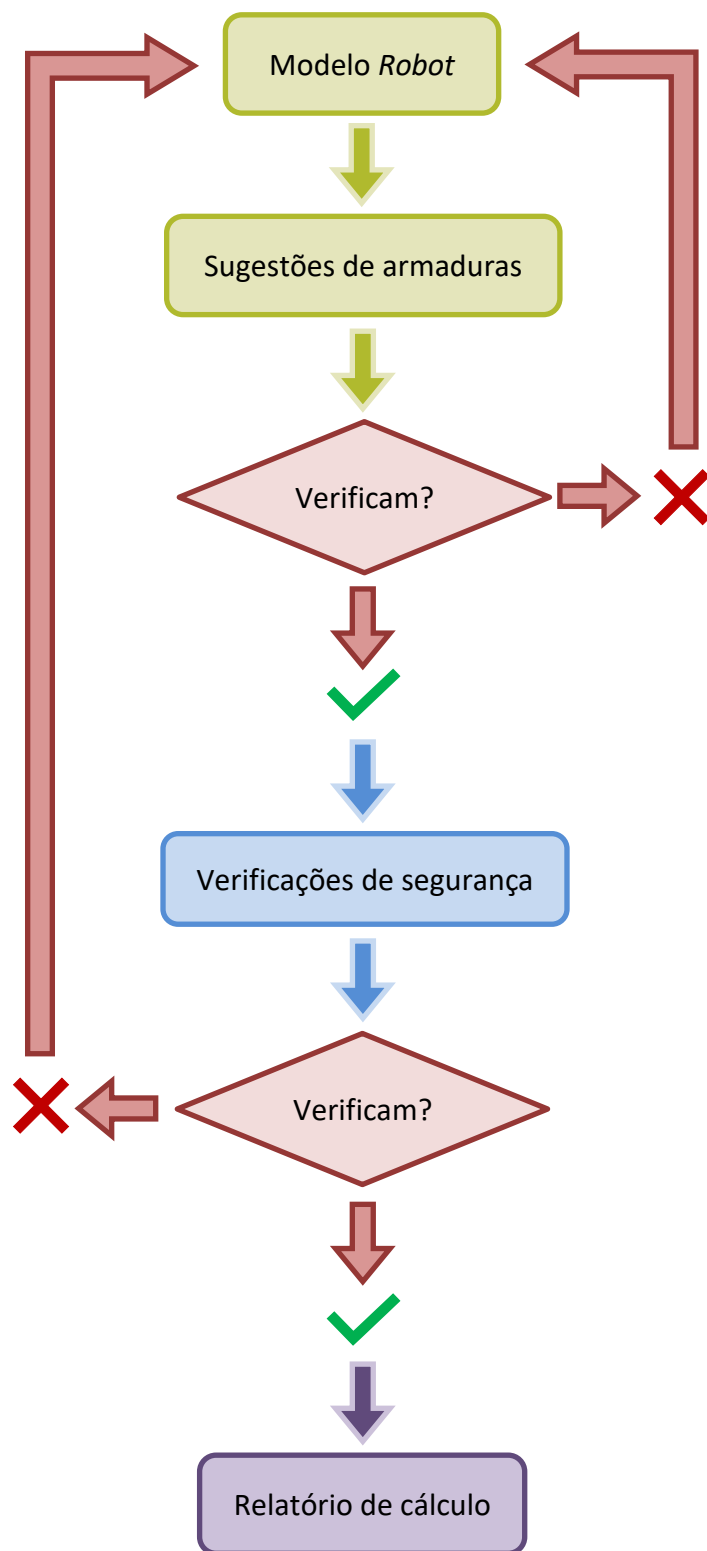 Modelo Robot
Sugestões de armaduras
Verificam?
Verificações de segurança
Verificam?
Relatório de cálculo